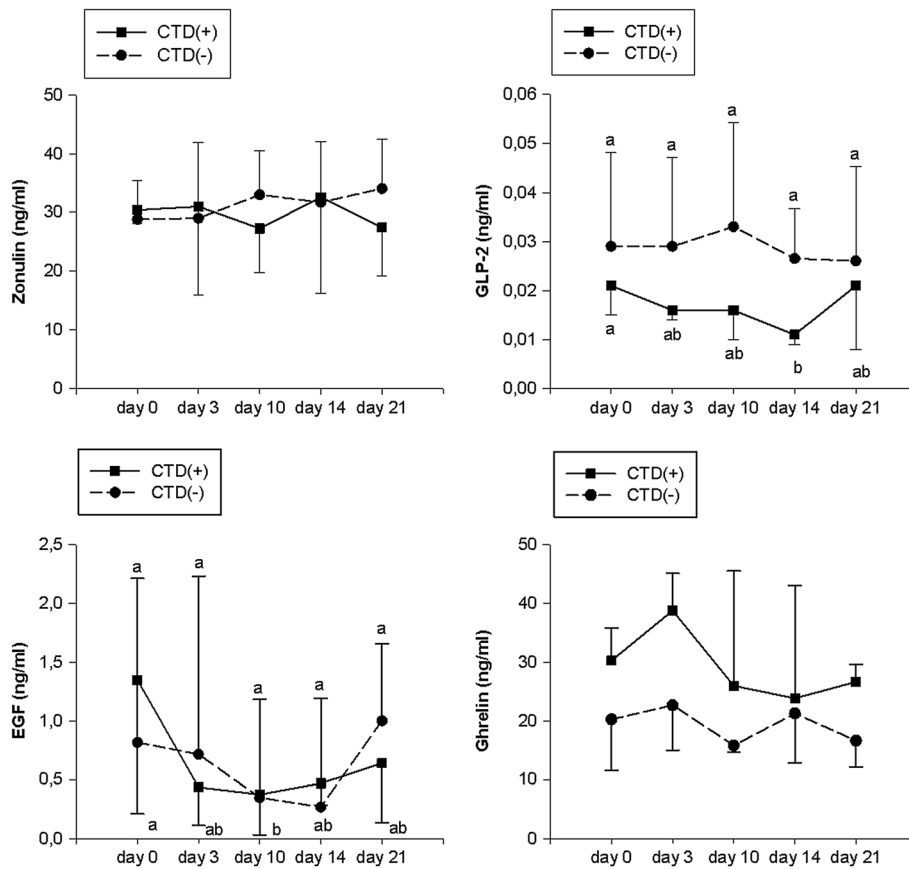 CTD(+)
CTD(-)
50
40
30
20
10
0
Zonulin (ng/ml)
day 0 day 3 day 10 day 14 day 21
CTD(+)
CTD(-)
0,06
0,05
0,04
0,03
0,02
0,01
0,00
GLP-2 (ng/ml)
a a a a a
a ab ab b ab
day 0 day 3 day 10 day 14 day 21
CTD(+)
CTD(-)
2,5
2,0
1,5
1,0
0,5
0,0
EGF (ng/ml)
a a a a a
a ab b ab ab
day 0 day 3 day 10 day 14 day 21
CTD(+)
CTD(-)
50
40
30
20
10
0
Ghrelin (ng/ml)
day 0 day 3 day 10 day 14 day 21